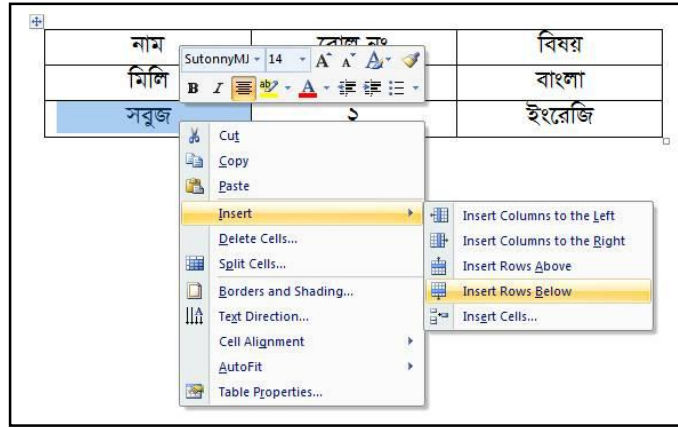 নাম রোল নং বিষয়
SutonnyMJ 14
মিলি বাংলা
সবুজ ১ ইংরেজি
Cut
Copy
Paste
Insert
Delete Cells...
Split Cells...
Borders and Shading...
Text Direction...
Cell Alignment
AutoFit
Table Properties...
Insert Columns to the Left
Insert Columns to the Right
Insert Rows Above
Insert Rows Below
Insert Cells...